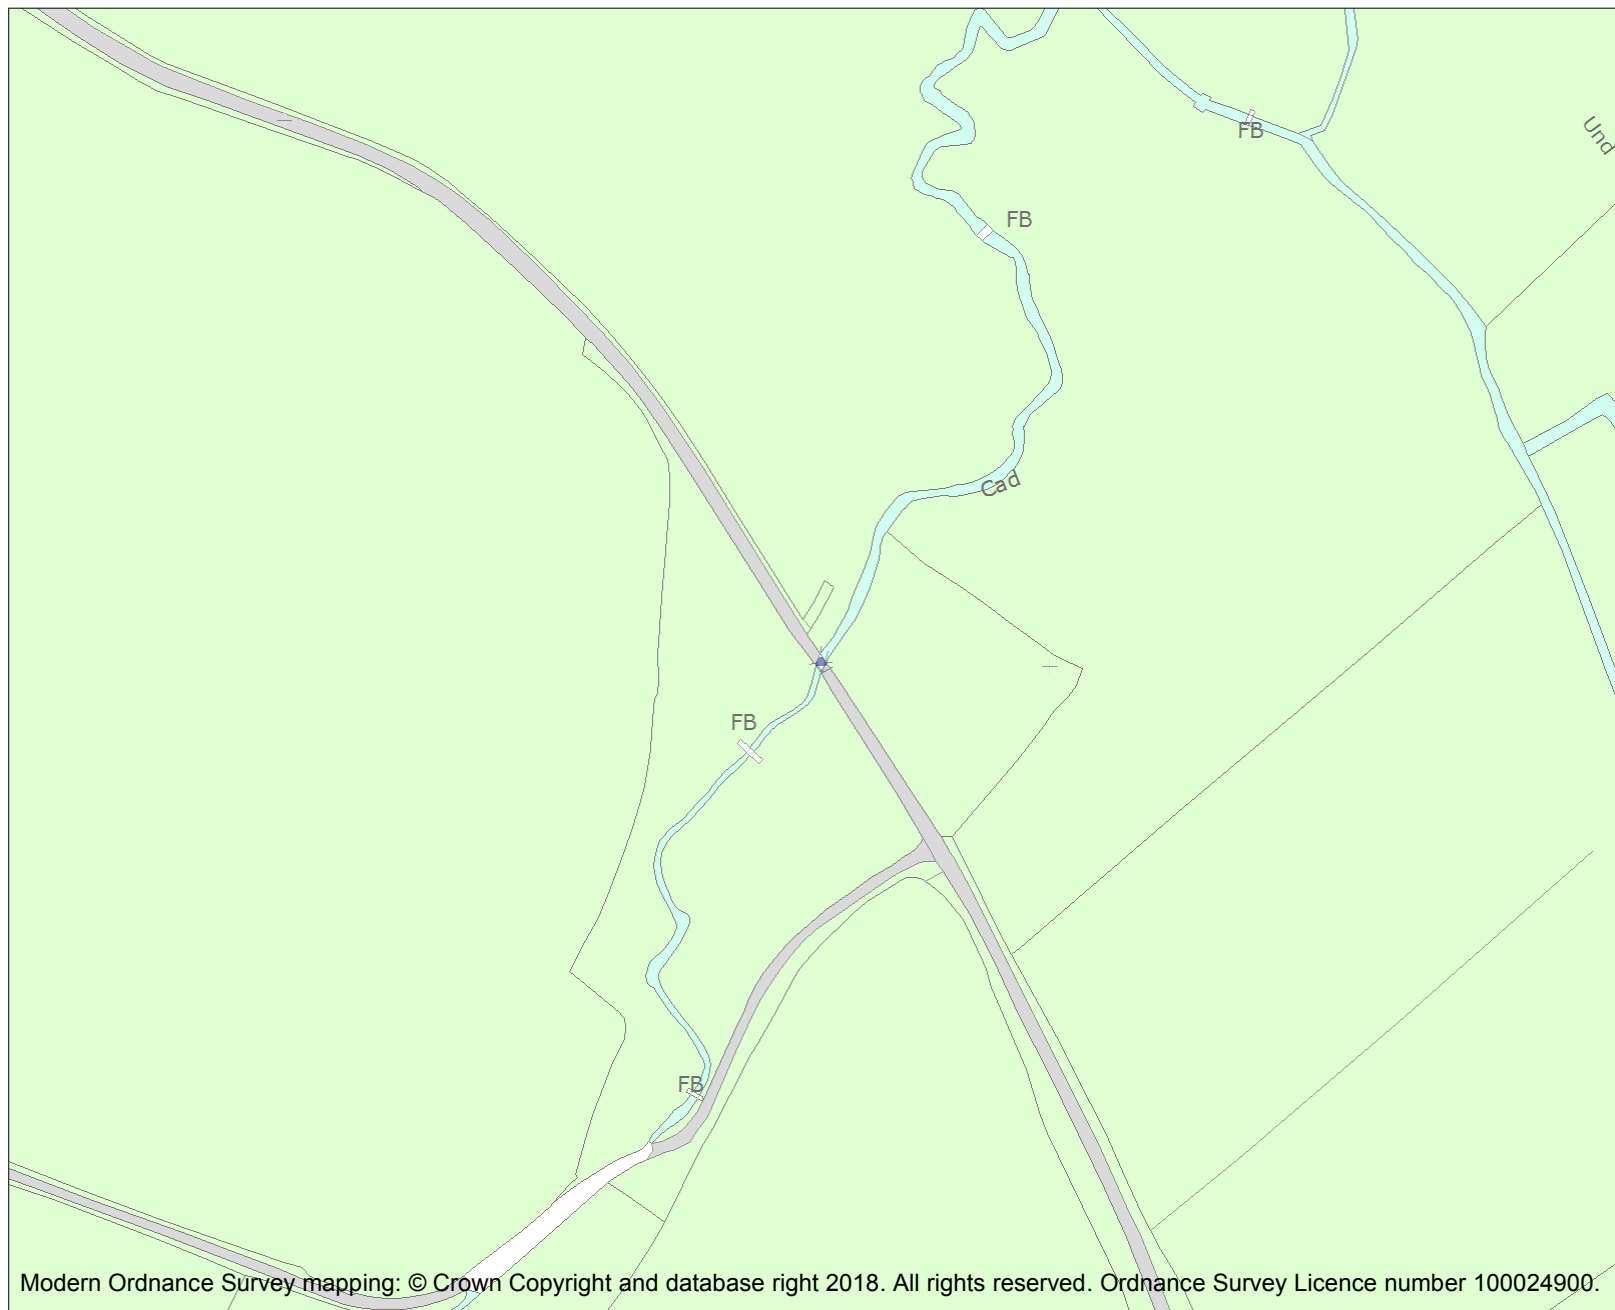 FB
Und
FB
Cad
FB
FB
Modern Ordnance Survey mapping: © Crown Copyright and database right 2018. All rights reserved. Ordnance Survey Licence number 100024900.